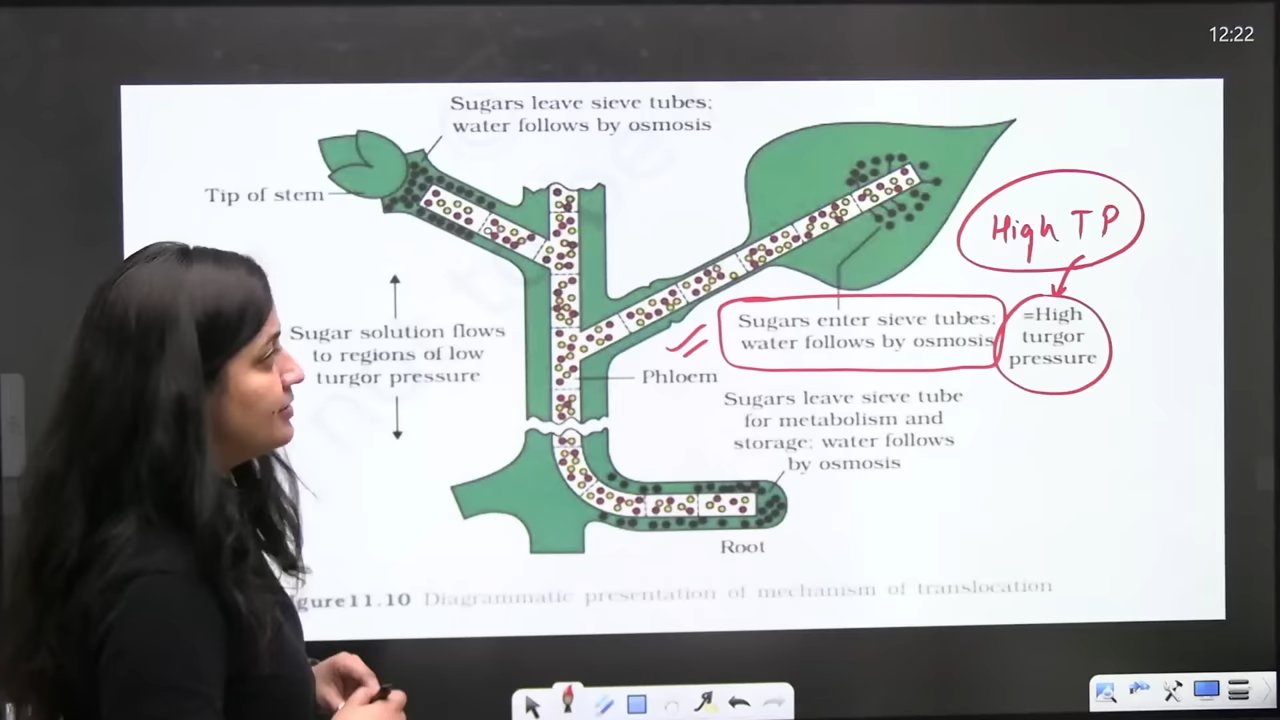 12:22
Sugars leave sieve tubes;
water follows by osmosis
Tip of stem
High TP
Sugar solution flows
to regions of low
turgor pressure
Sugars enter sieve tubes;
water follows by osmosis
=High
turgor
pressure
Phloem
Sugars leave sieve tube
for metabolism and
storage; water follows
by osmosis
Root
gure11.10 Diagrammatic presentation of mechanism of translocation